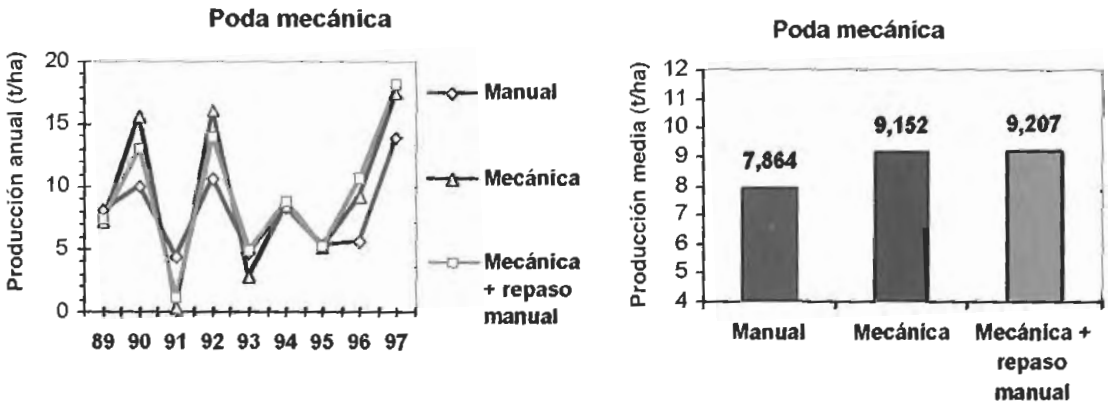 Poda mecánica
Producción anual (t/ha)
20
15
10
5
0
89 90 91 92 93 94 95 96 97
Manual
Mecánica
Mecánica
+ repaso
manual
Poda mecánica
Producción media (t/ha)
12
11
10
9
8
7
6
5
4
7,864
9,152
9,207
Manual
Mecánica
Mecánica +
repaso
manual